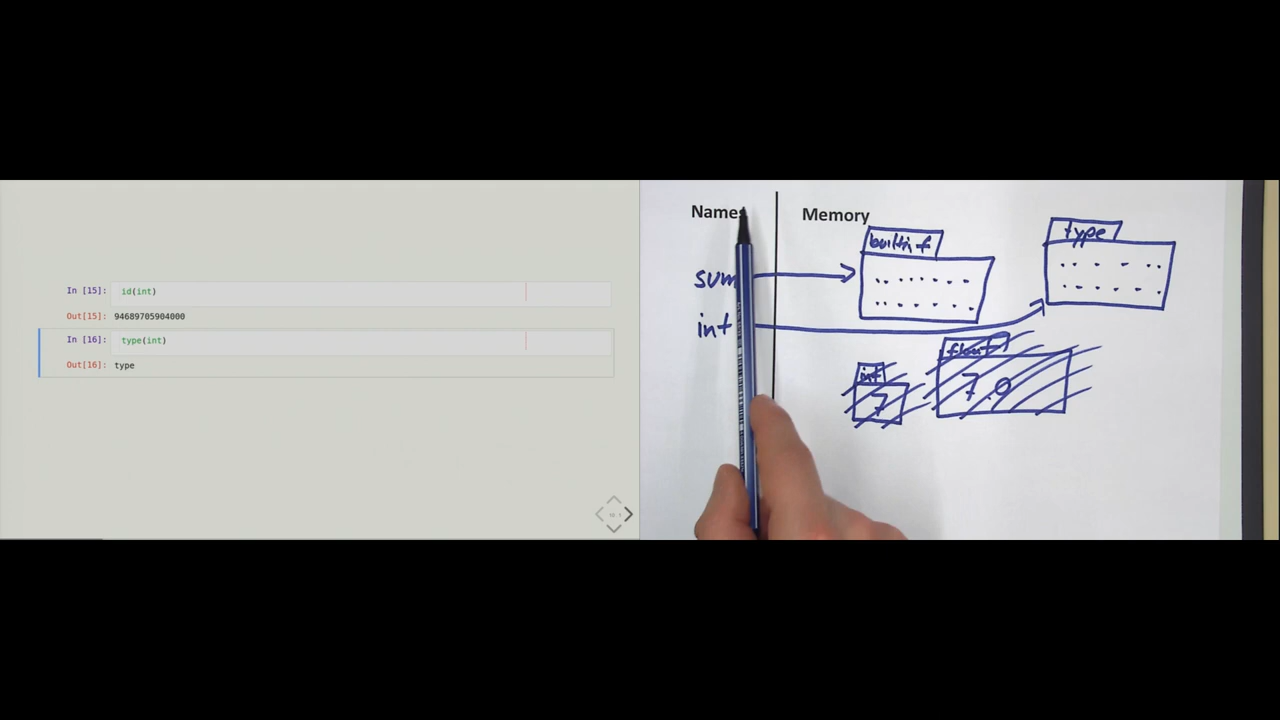 In [15]: id(int)
Out[15]: 94689705904000
In [16]: type(int)
Out[16]: type
Names Memory
builtin f
type
sum
int
float
int
7.0
7